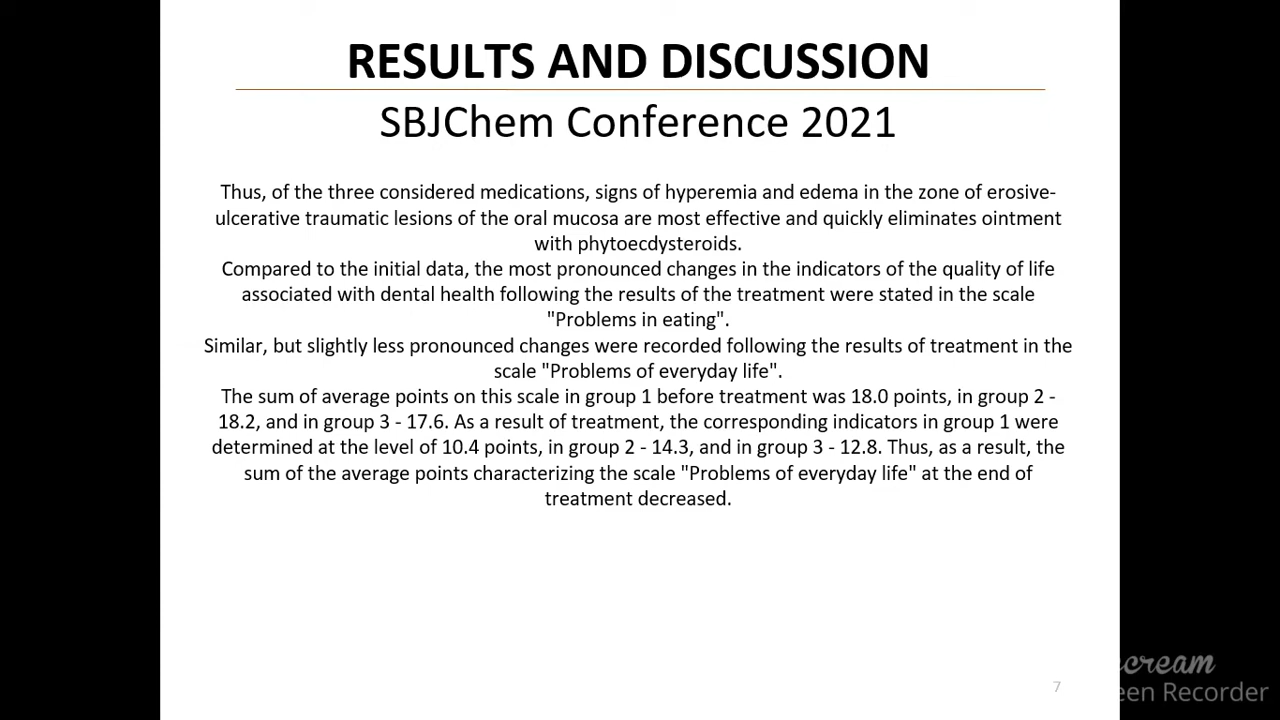 RESULTS AND DISCUSSION
SBJChem Conference 2021
Thus, of the three considered medications, signs of hyperemia and edema in the zone of erosive-
ulcerative traumatic lesions of the oral mucosa are most effective and quickly eliminates ointment
with phytoecdysteroids.
Compared to the initial data, the most pronounced changes in the indicators of the quality of life
associated with dental health following the results of the treatment were stated in the scale
"Problems in eating".
Similar, but slightly less pronounced changes were recorded following the results of treatment in the
scale "Problems of everyday life".
The sum of average points on this scale in group 1 before treatment was 18.0 points, in group 2 -
18.2, and in group 3 - 17.6. As a result of treatment, the corresponding indicators in group 1 were
determined at the level of 10.4 points, in group 2 - 14.3, and in group 3 - 12.8. Thus, as a result, the
sum of the average points characterizing the scale "Problems of everyday life" at the end of
treatment decreased.
7
cream
een Recorder